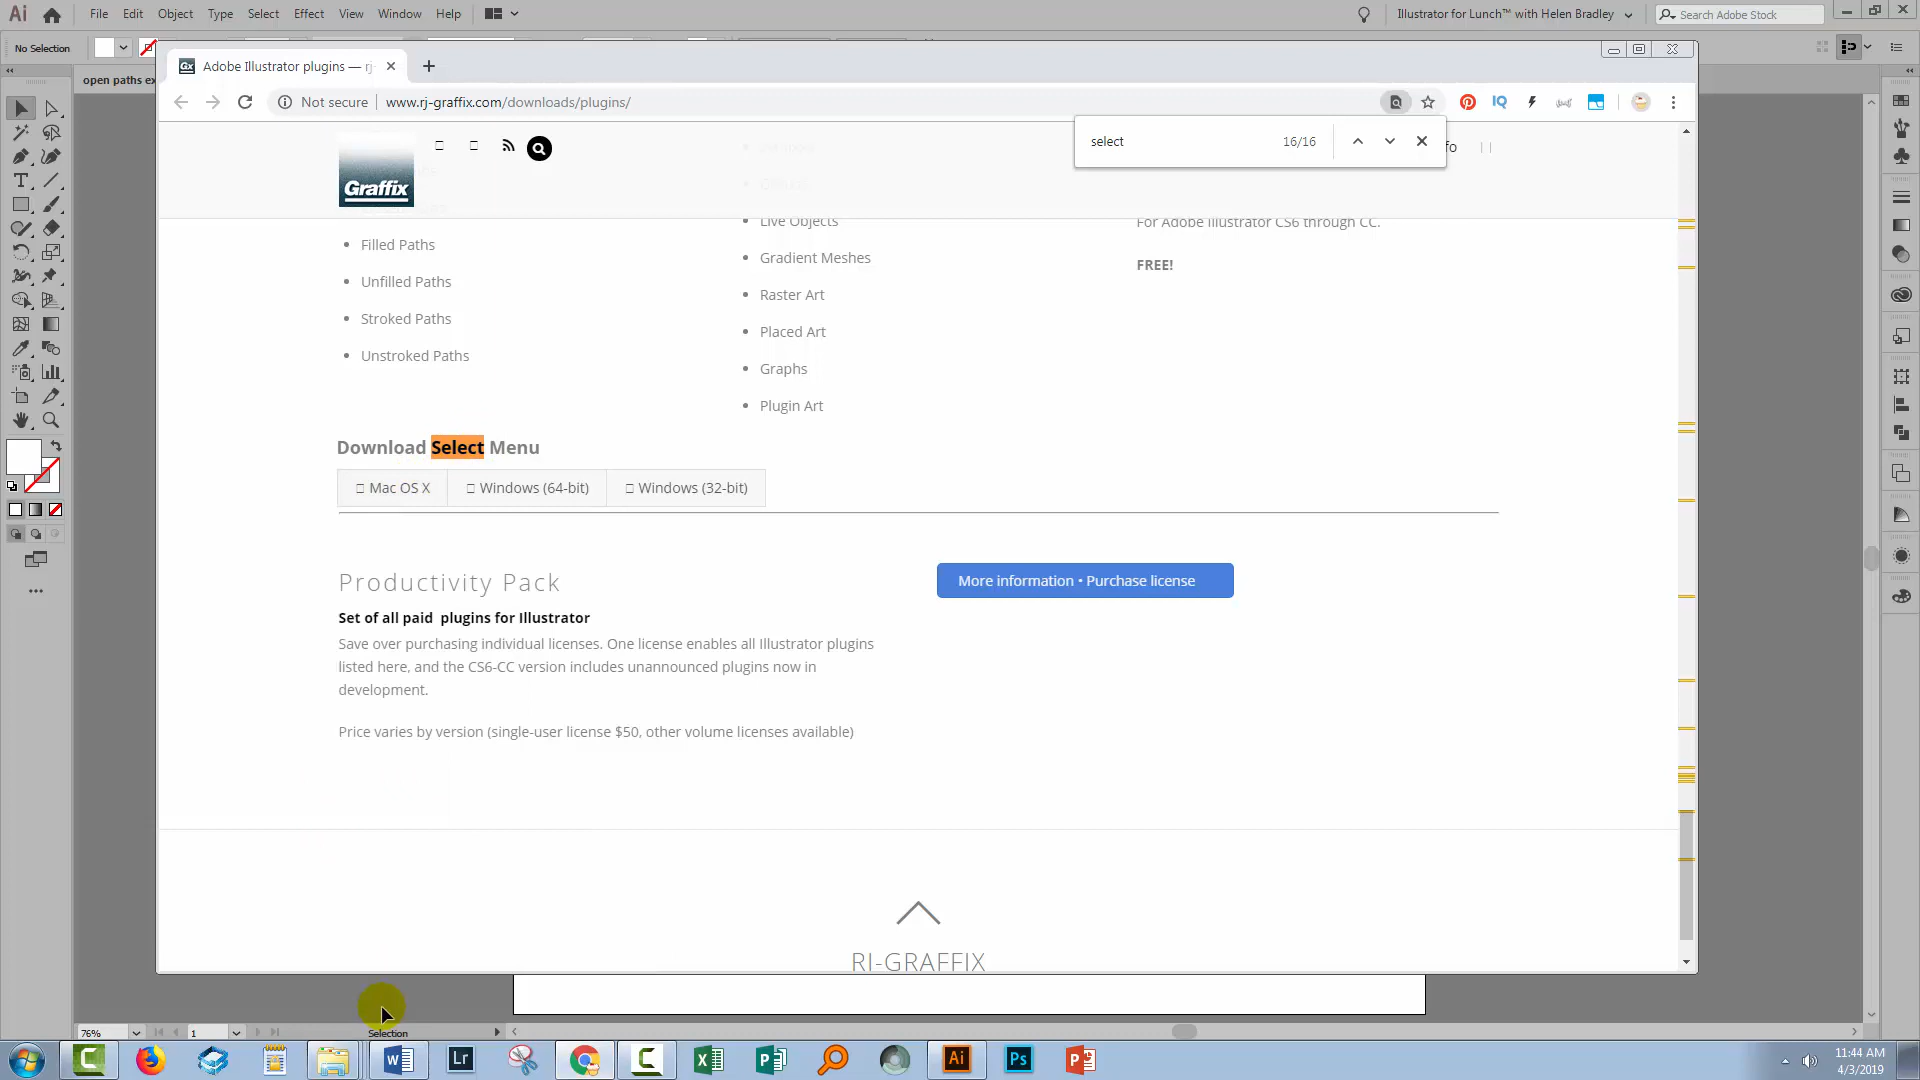 Ai File Edit Object Type Select Effect View Window Help Illustrator for Lunch™ with Helen Bradley Search Adobe Stock
No Selection
open paths ex
Adobe Illustrator plugins — rj
Not secure www.rj-graffix.com/downloads/plugins/
select 16/16
fo
Graffix
Live Objects
For Adobe Illustrator CS6 through CC.
Filled Paths
Gradient Meshes
FREE!
Unfilled Paths
Raster Art
Stroked Paths
Placed Art
Unstroked Paths
Graphs
Plugin Art
Download Select Menu
Mac OS X Windows (64-bit) Windows (32-bit)
Productivity Pack
More information • Purchase license
Set of all paid plugins for Illustrator
Save over purchasing individual licenses. One license enables all Illustrator plugins
listed here, and the CS6-CC version includes unannounced plugins now in
development.
Price varies by version (single-user license $50, other volume licenses available)
RJ-GRAFFIX
76% 1 Selection
Lr Ai Ps
11:44 AM
4/3/2019